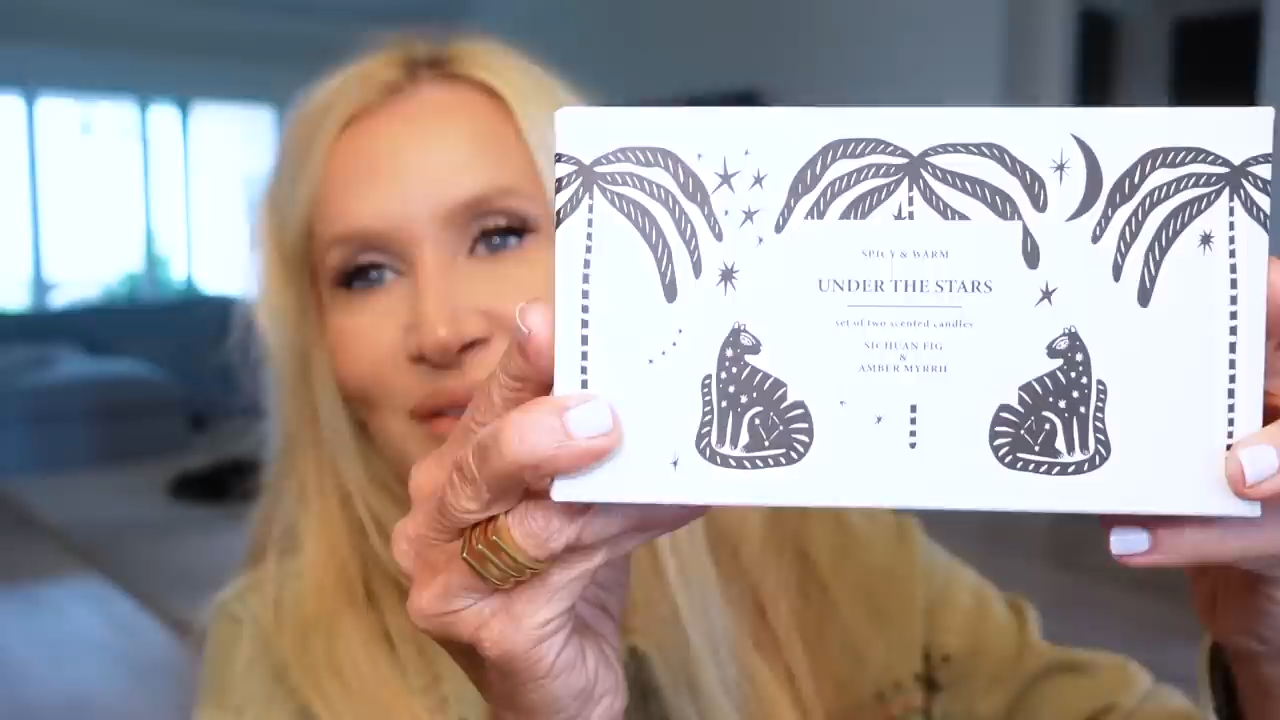 SPICY & WARM
UNDER THE STARS
set of two scented candles
SICHUAN FIG
&
AMBER MYRRH